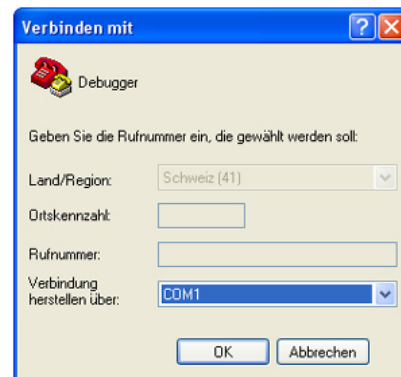 Verbinden mit
Debugger
Geben Sie die Rufnummer ein, die gewählt werden soll:
Land/Region: Schweiz (41)
Ortskennzahl:
Rufnummer:
Verbindung
herstellen über: COM1
OK Abbrechen